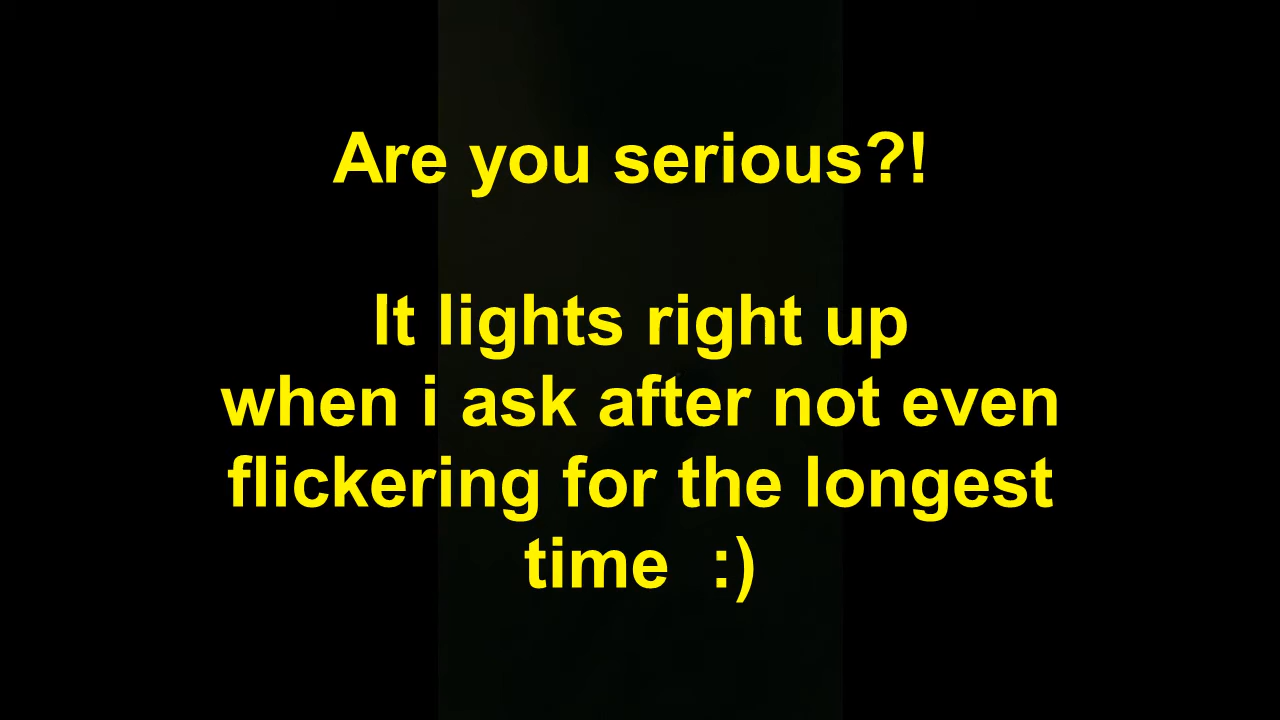 Are you serious?!
It lights right up
when i ask after not even
flickering for the longest
time  :)